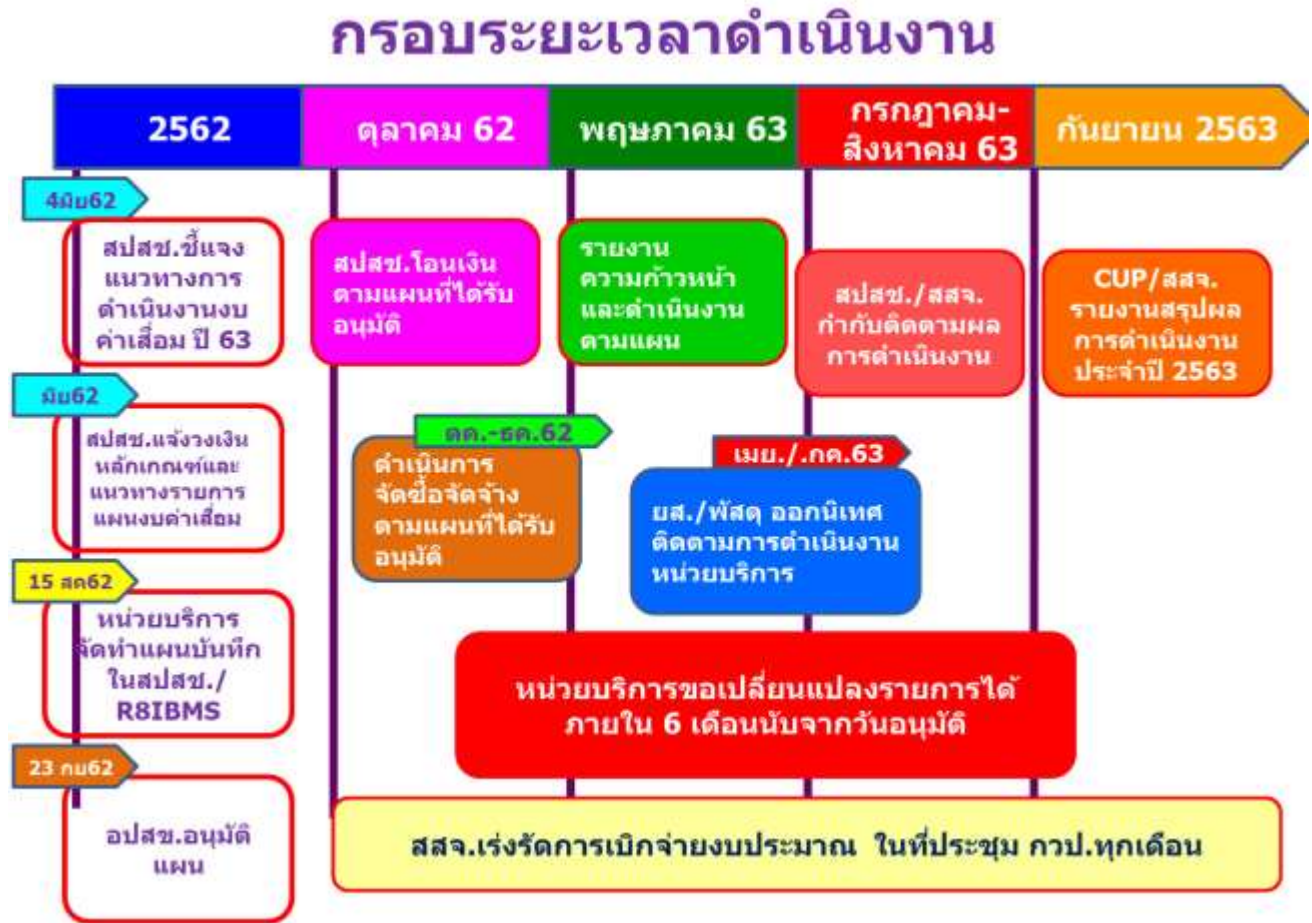 กรอบระยะเวลาดำเนินงาน
2562
ตุลาคม 62
พฤษภาคม 63
กรกฎาคม-
สิงหาคม 63
กันยายน 2563
4มิย62
สปสช.ชี้แจง
แนวทางการ
ดำเนินงานงบ
ค่าเสื่อม ปี 63
สปสช.โอนเงิน
ตามแผนที่ได้รับ
อนุมัติ
รายงาน
ความก้าวหน้า
และดำเนินงาน
ตามแผน
สปสช./สสจ.
กำกับติดตามผล
การดำเนินงาน
CUP/สสจ.
รายงานสรุปผล
การดำเนินงาน
ประจำปี 2563
มิย62
สปสช.แจ้งวงเงิน
หลักเกณฑ์และ
แนวทางรายการ
แผนงบค่าเสื่อม
ตค.-ธค.62
ดำเนินการ
จัดซื้อจัดจ้าง
ตามแผนที่ได้รับ
อนุมัติ
เมย./.กค.63
ยส./พัสดุ ออกนิเทศ
ติดตามการดำเนินงาน
หน่วยบริการ
15 สค62
หน่วยบริการ
จัดทำแผนบันทึก
ในสปสช./
R8IBMS
หน่วยบริการขอเปลี่ยนแปลงรายการได้
ภายใน 6 เดือนนับจากวันอนุมัติ
23 กย62
อปสข.อนุมัติ
แผน
สสจ.เร่งรัดการเบิกจ่ายงบประมาณ ในที่ประชุม กวป.ทุกเดือน